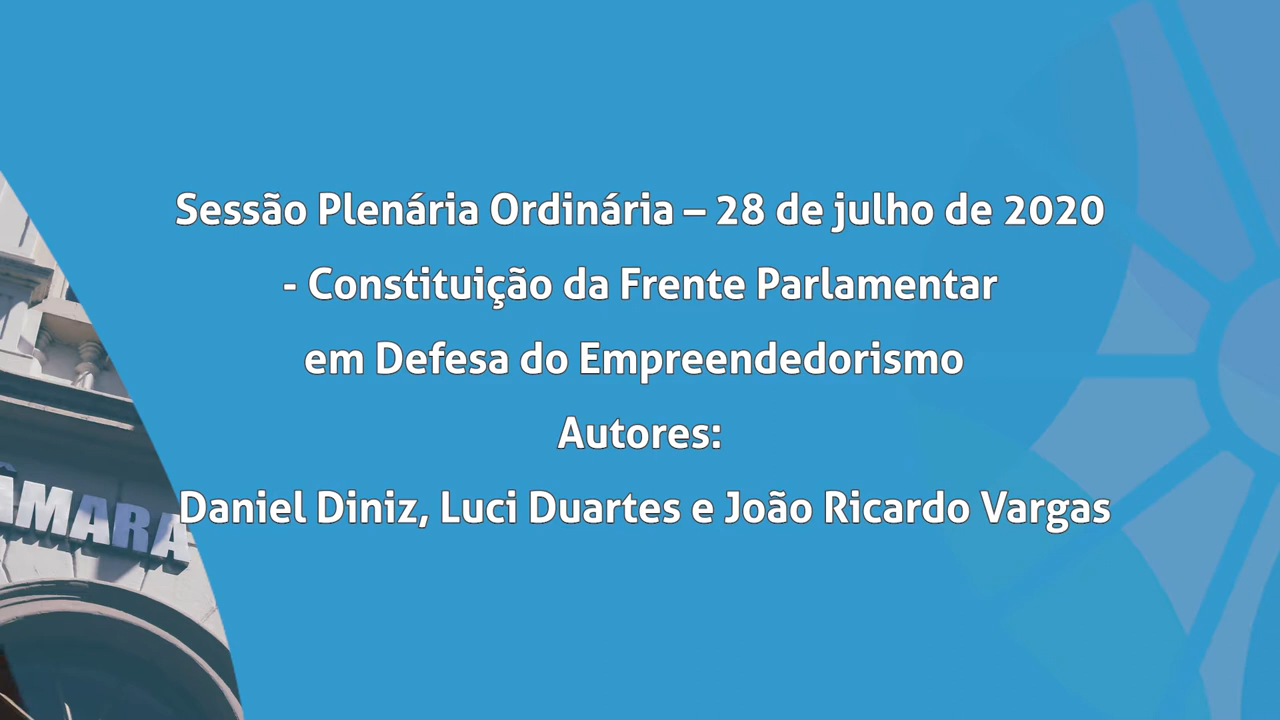 Sessão Plenária Ordinária – 28 de julho de 2020
- Constituição da Frente Parlamentar
em Defesa do Empreendedorismo
Autores:
Daniel Diniz, Luci Duartes e João Ricardo Vargas
ÂMARA